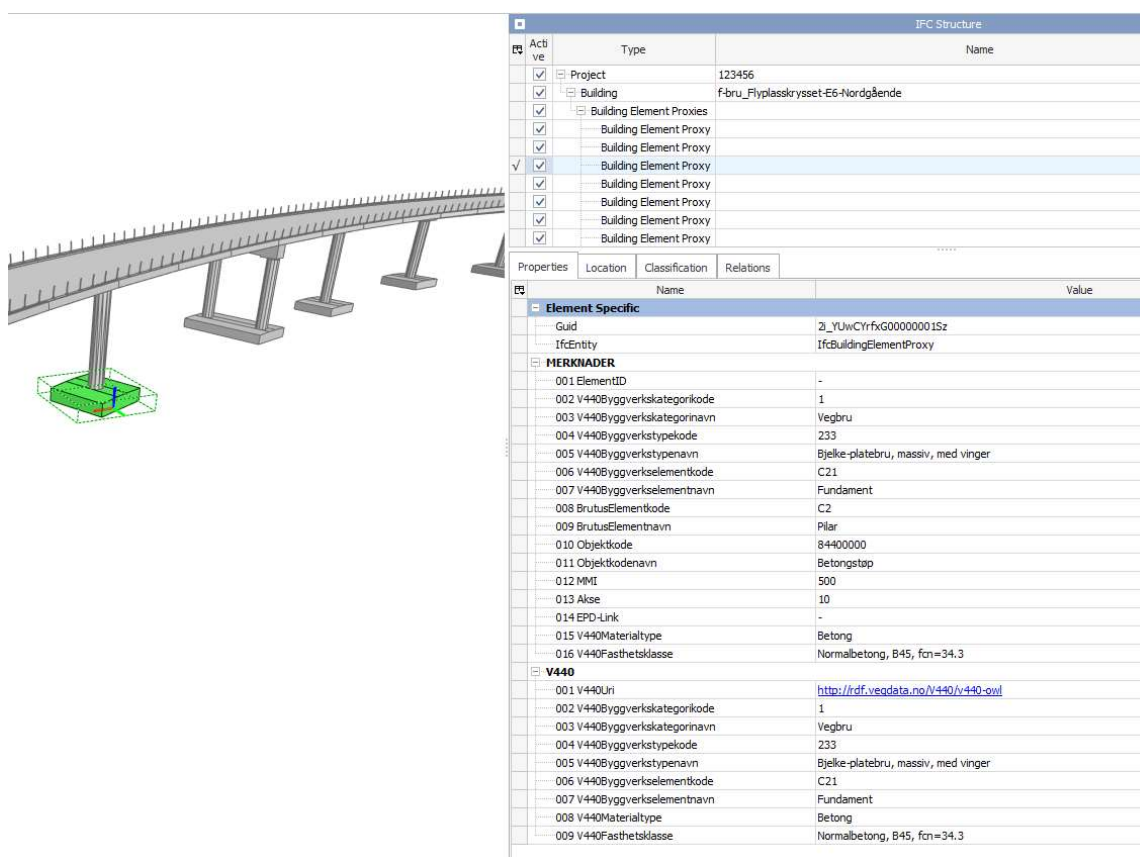 IFC Structure
Acti
ve Type Name
Project 123456
Building f-bru_Flyplasskrysset-E6-Nordgående
Building Element Proxies
Building Element Proxy
Building Element Proxy
√ Building Element Proxy
Building Element Proxy
Building Element Proxy
Building Element Proxy
Building Element Proxy
Properties Location Classification Relations
Name Value
Element Specific
Guid 2i_YUwCYrfxG00000001Sz
IfcEntity IfcBuildingElementProxy
MERKNADER
001 ElementID -
002 V440Byggverkskategorikode 1
003 V440Byggverkskategorinavn Vegbru
004 V440Byggverkstypekode 233
005 V440Byggverkstypenavn Bjelke-platebru, massiv, med vinger
006 V440Byggverkselementkode C21
007 V440Byggverkselementnavn Fundament
008 BrutusElementkode C2
009 BrutusElementnavn Pilar
010 Objektkode 84400000
011 Objektkodenavn Betongstøp
012 MMI 500
013 Akse 10
014 EPD-Link -
015 V440Materialtype Betong
016 V440Fasthetsklasse Normalbetong, B45, fcn=34.3
V440
001 V440Uri http://rdf.vegdata.no/V440/v440-owl
002 V440Byggverkskategorikode 1
003 V440Byggverkskategorinavn Vegbru
004 V440Byggverkstypekode 233
005 V440Byggverkstypenavn Bjelke-platebru, massiv, med vinger
006 V440Byggverkselementkode C21
007 V440Byggverkselementnavn Fundament
008 V440Materialtype Betong
009 V440Fasthetsklasse Normalbetong, B45, fcn=34.3